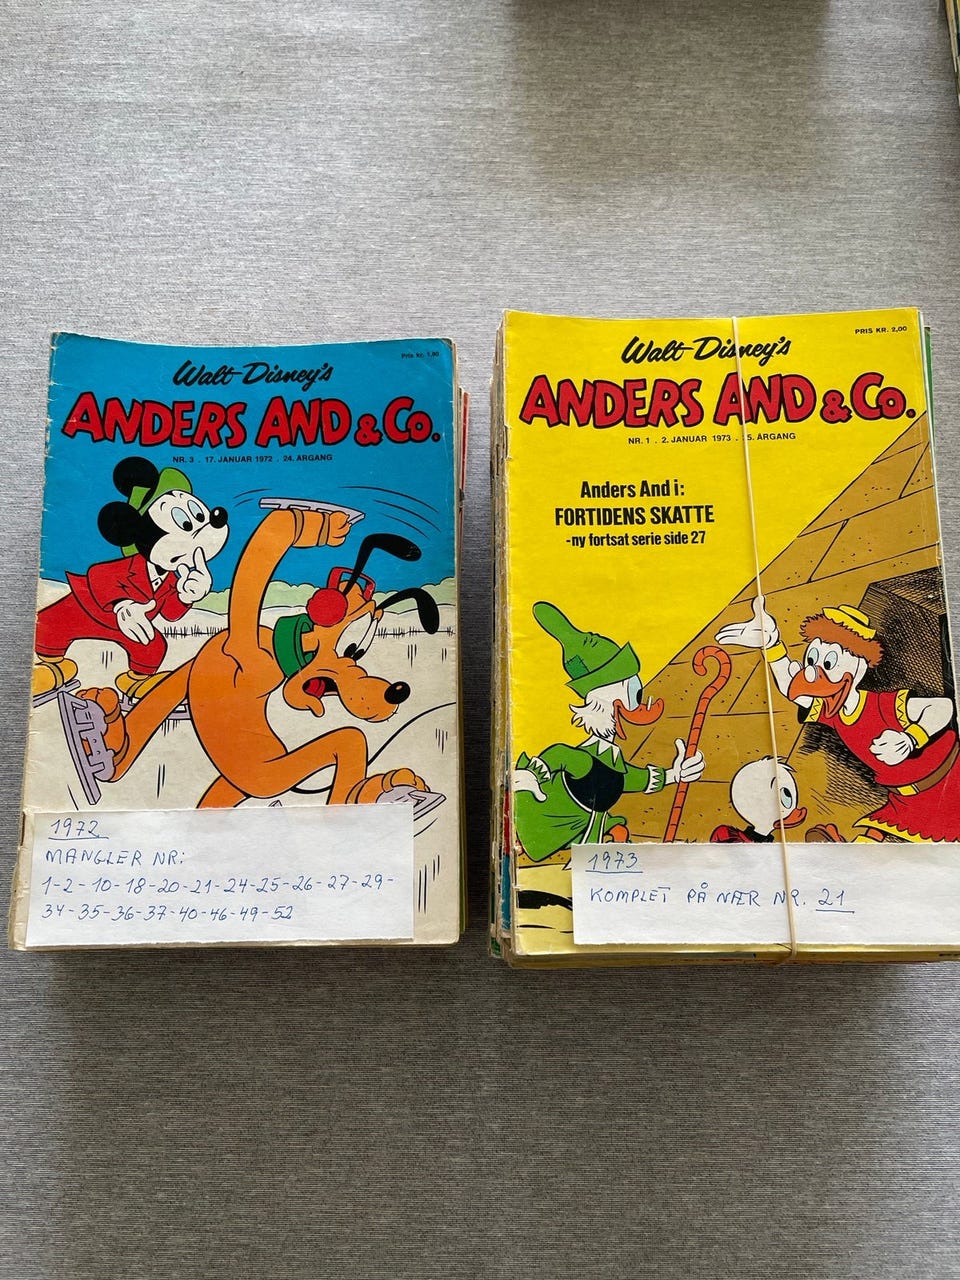 Pris kr. 1,80
Walt Disney's
ANDERS AND & Co.
NR. 3 . 17. JANUAR 1972 . 24. ÅRGANG
1972
MANGLER NR:
1-2-10-18-20-21-24-25-26-27-29-
34-35-36-37-40-46-49-52
PRIS KR. 2,00
Walt Disney's
ANDERS AND & Co.
NR. 1 . 2. JANUAR 1973 . 25. ÅRGANG
Anders And i:
FORTIDENS SKATTE
-ny fortsat serie side 27
1973
KOMPLET PÅ NÆR NR. 21